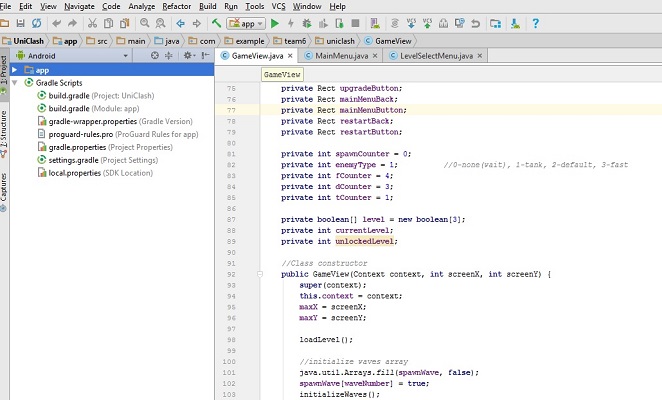 File Edit View Navigate Code Analyze Refactor Build Run Tools VCS Window Help
app
VCS VCS
UniClash app src main java com example team6 uniclash GameView
Android
GameView.java LevelSelectMenu.java MainMenu.java
GameView
1: Project
Z: Structure
Captures
app
Gradle Scripts
build.gradle (Project: UniClash)
build.gradle (Module: app)
gradle-wrapper.properties (Gradle Version)
proguard-rules.pro (ProGuard Rules for app)
gradle.properties (Project Properties)
settings.gradle (Project Settings)
local.properties (SDK Location)
75 private Rect upgradeButton;
76 private Rect mainMenuBack;
77 private Rect mainMenuButton;
78 private Rect restartBack;
79 private Rect restartButton;
80
81 private int spawnCounter = 0;
82 private int enemyType = 1; //0-none(wait), 1-tank, 2-default, 3-fast
83 private int fCounter = 4;
84 private int dCounter = 3;
85 private int tCounter = 1;
86
87 private boolean[] level = new boolean[3];
88 private int currentLevel;
89 private int unlockedLevel;
90
91 //Class constructor
92 public GameView(Context context, int screenX, int screenY) {
93 super(context);
94 this.context = context;
95 maxX = screenX;
96 maxY = screenY;
97
98 loadLevel();
99
100 //initialize waves array
101 java.util.Arrays.fill(spawnWave, false);
102 spawnWave[waveNumber] = true;
103 initializeWaves();